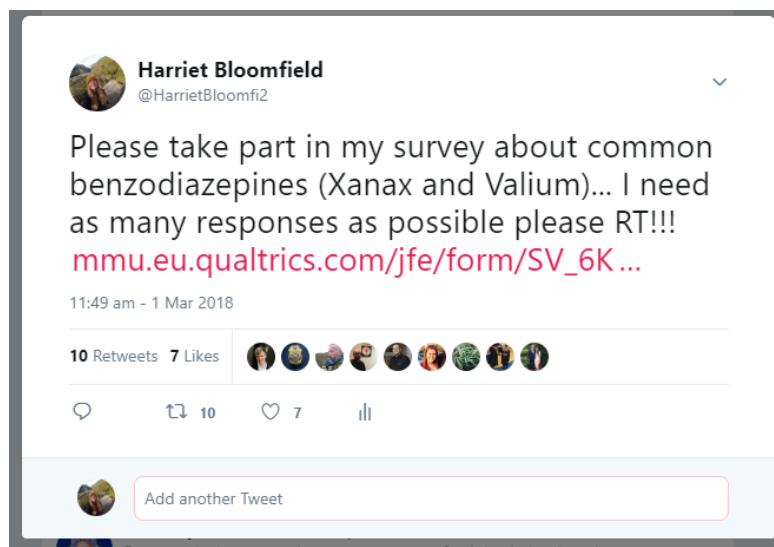 Harriet Bloomfield
@HarrietBloomfi2
Please take part in my survey about common
benzodiazepines (Xanax and Valium)... I need
as many responses as possible please RT!!!
mmu.eu.qualtrics.com/jfe/form/SV_6K...
11:49 am - 1 Mar 2018
10 Retweets 7 Likes
10 7
Add another Tweet